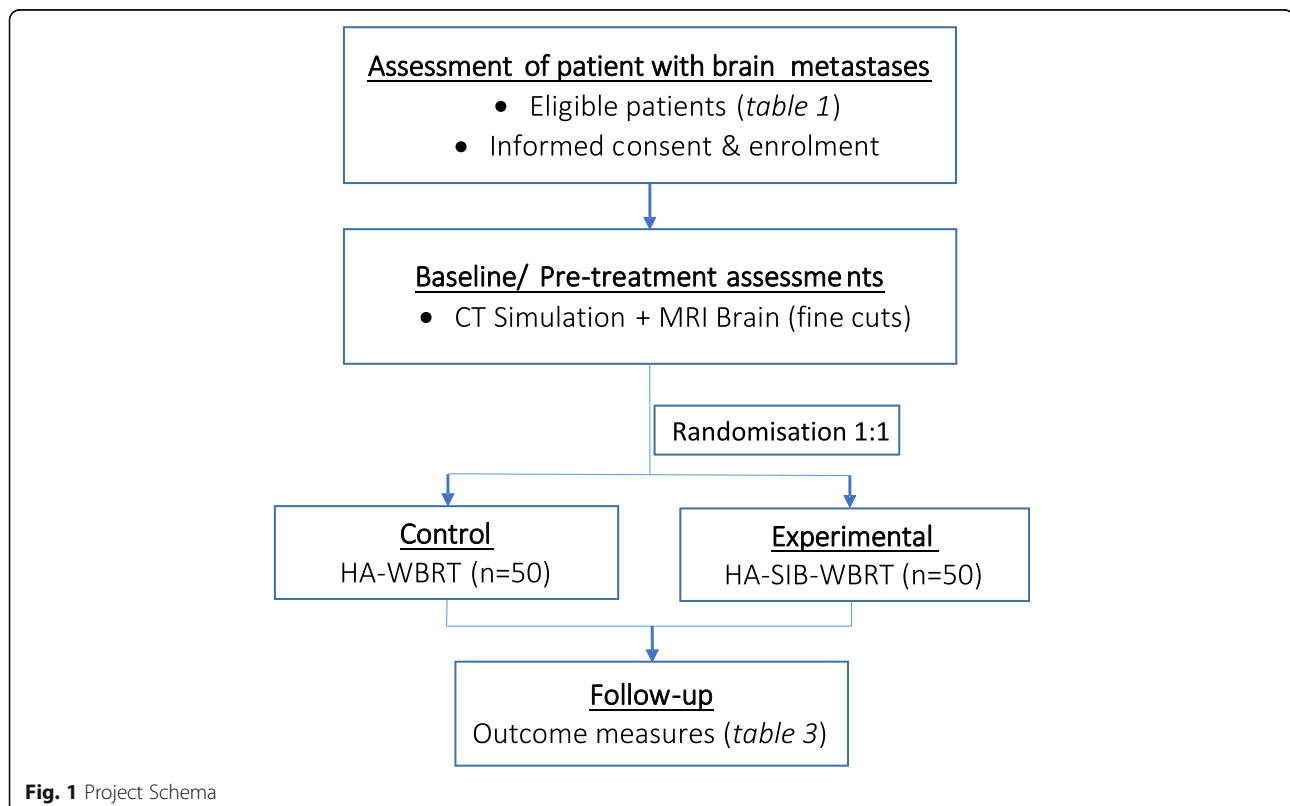 Assessment of patient with brain metastases
• Eligible patients (table 1)
• Informed consent & enrolment
Baseline/ Pre-treatment assessments
• CT Simulation + MRI Brain (fine cuts)
Randomisation 1:1
Control
HA-WBRT (n=50)
Experimental
HA-SIB-WBRT (n=50)
Follow-up
Outcome measures (table 3)
Fig. 1 Project Schema